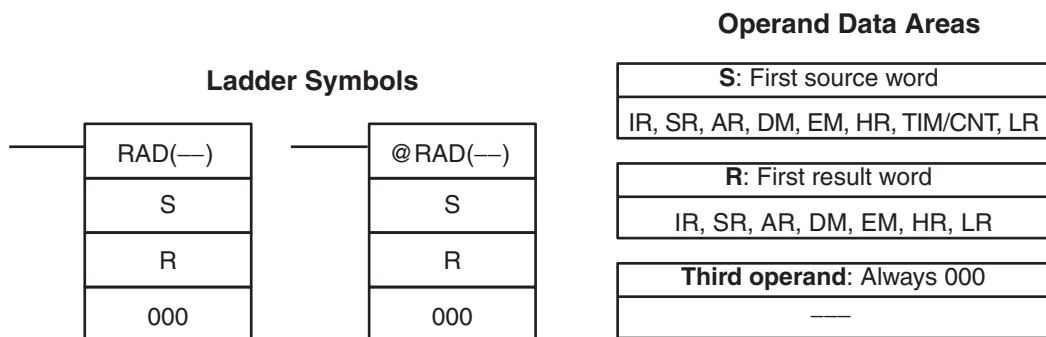 Ladder Symbols
RAD(––)
S
R
000
@RAD(––)
S
R
000
Operand Data Areas
S: First source word
IR, SR, AR, DM, EM, HR, TIM/CNT, LR
R: First result word
IR, SR, AR, DM, EM, HR, LR
Third operand: Always 000
–––